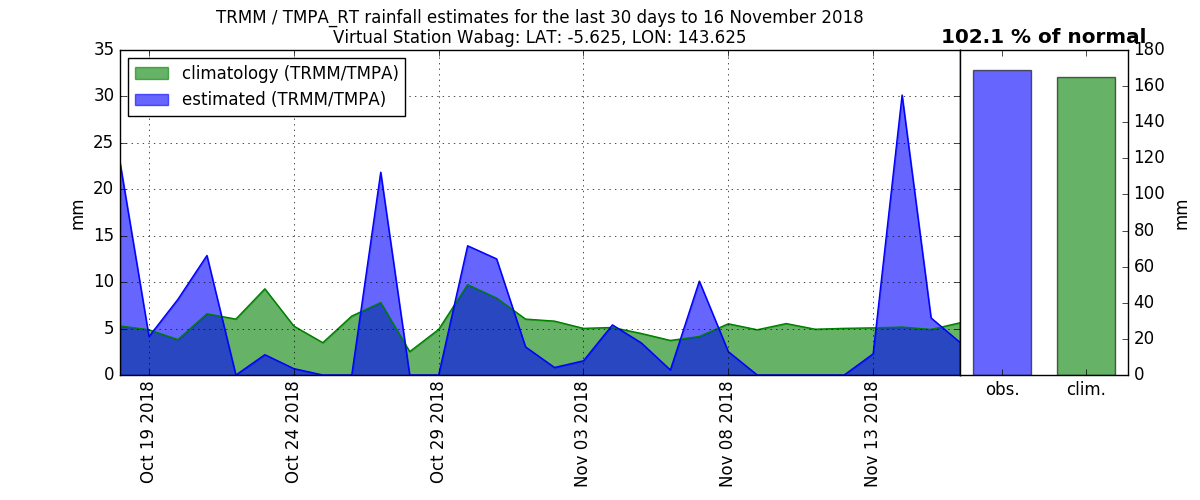 TRMM / TMPA_RT rainfall estimates for the last 30 days to 16 November 2018
Virtual Station Wabag: LAT: -5.625, LON: 143.625
102.1 % of normal
climatology (TRMM/TMPA)
estimated (TRMM/TMPA)
35
30
25
20
15
10
5
0
mm
Oct 19 2018
Oct 24 2018
Oct 29 2018
Nov 03 2018
Nov 08 2018
Nov 13 2018
180
160
140
120
100
80
60
40
20
0
mm
obs.
clim.